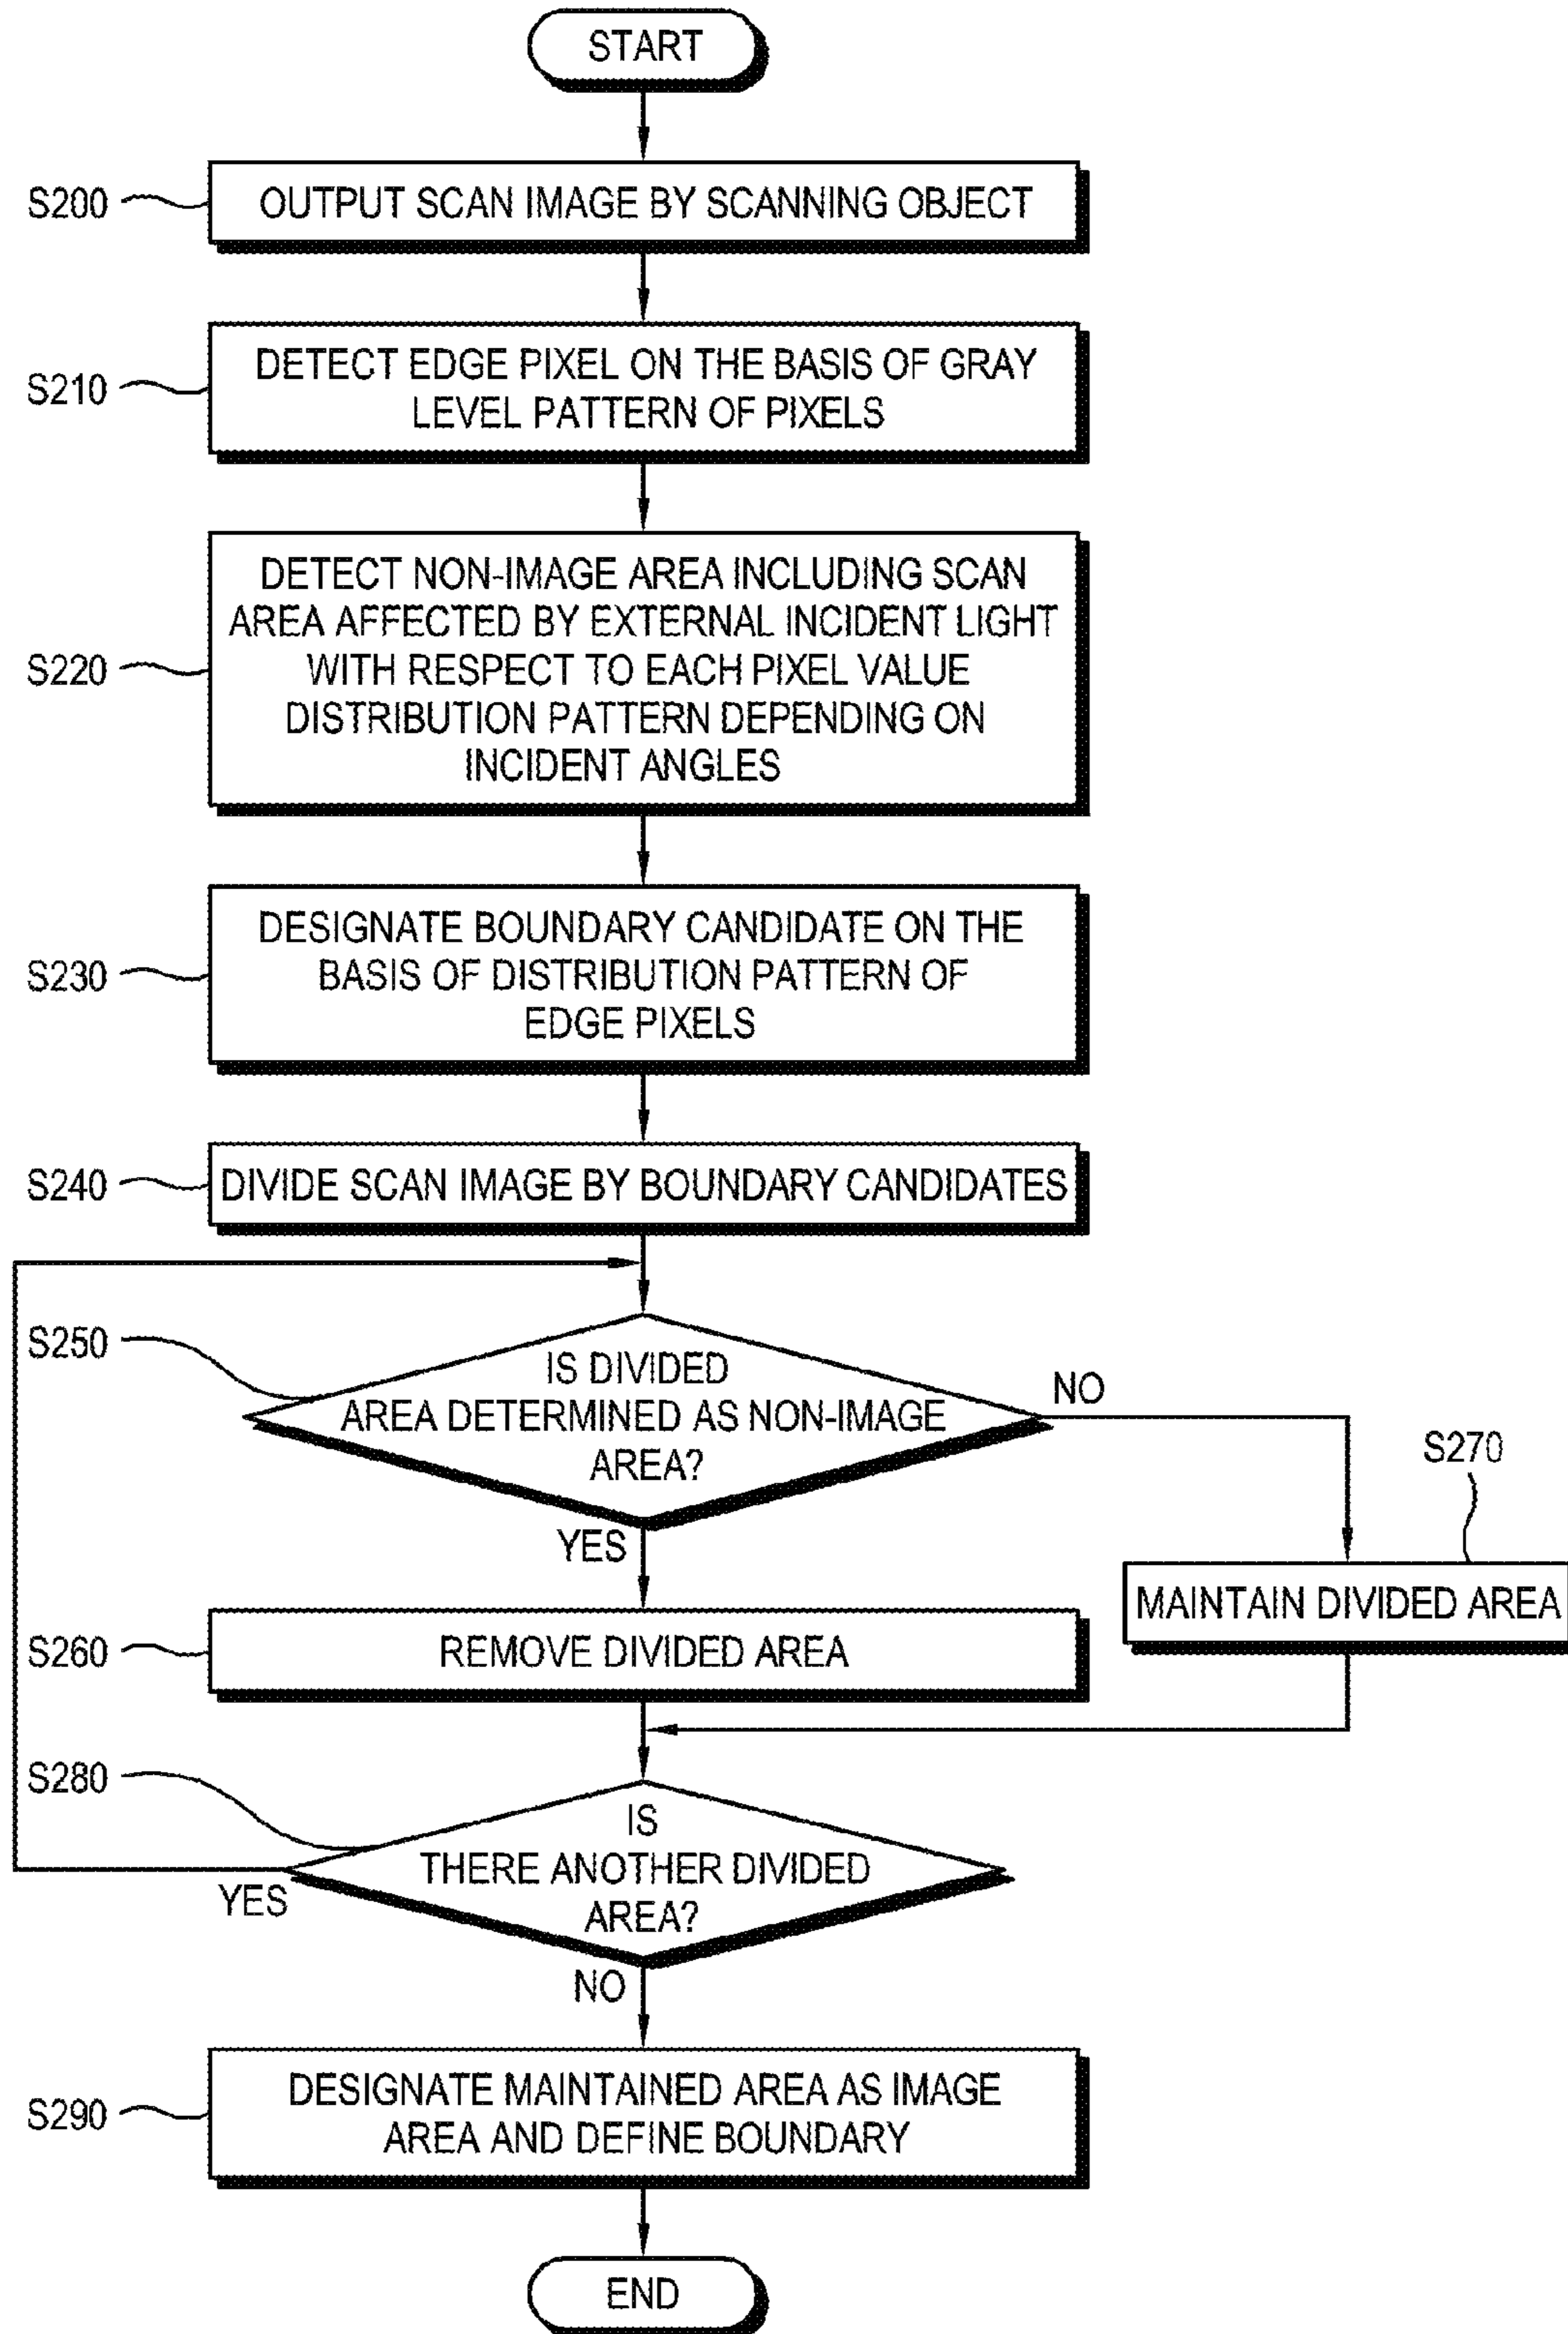 START
S200
OUTPUT SCAN IMAGE BY SCANNING OBJECT
S210
DETECT EDGE PIXEL ON THE BASIS OF GRAY
LEVEL PATTERN OF PIXELS
S220
DETECT NON-IMAGE AREA INCLUDING SCAN
AREA AFFECTED BY EXTERNAL INCIDENT LIGHT
WITH RESPECT TO EACH PIXEL VALUE
DISTRIBUTION PATTERN DEPENDING ON
INCIDENT ANGLES
S230
DESIGNATE BOUNDARY CANDIDATE ON THE
BASIS OF DISTRIBUTION PATTERN OF
EDGE PIXELS
S240
DIVIDE SCAN IMAGE BY BOUNDARY CANDIDATES
S250
IS DIVIDED
AREA DETERMINED AS NON-IMAGE
AREA?
NO
YES
S270
MAINTAIN DIVIDED AREA
S260
REMOVE DIVIDED AREA
S280
IS
THERE ANOTHER DIVIDED
AREA?
YES
NO
S290
DESIGNATE MAINTAINED AREA AS IMAGE
AREA AND DEFINE BOUNDARY
END